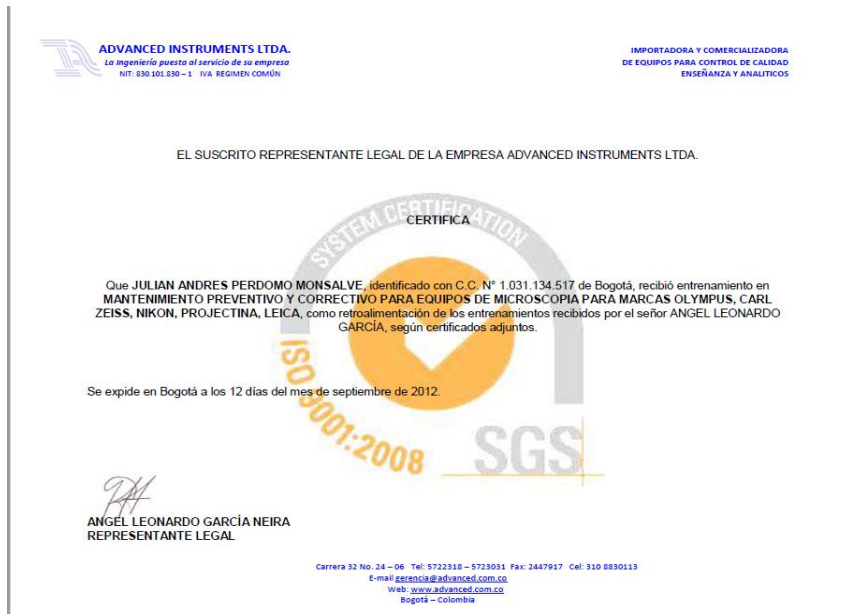 ADVANCED INSTRUMENTS LTDA.
La Ingeniería puesta al servicio de su empresa
NIT: 830.101.830 – 1 IVA REGIMEN COMÚN
IMPORTADORA Y COMERCIALIZADORA
DE EQUIPOS PARA CONTROL DE CALIDAD
ENSEÑANZA Y ANALITICOS
EL SUSCRITO REPRESENTANTE LEGAL DE LA EMPRESA ADVANCED INSTRUMENTS LTDA.
SYSTEM CERTIFICATION
CERTIFICA
Que JULIAN ANDRES PERDOMO MONSALVE, identificado con C.C. N° 1.031.134.517 de Bogotá, recibió entrenamiento en
MANTENIMIENTO PREVENTIVO Y CORRECTIVO PARA EQUIPOS DE MICROSCOPIA PARA MARCAS OLYMPUS, CARL
ZEISS, NIKON, PROJECTINA, LEICA, como retroalimentación de los entrenamientos recibidos por el señor ANGEL LEONARDO
GARCÍA, según certificados adjuntos.
Se expide en Bogotá a los 12 días del mes de septiembre de 2012.
ISO 9001:2008
SGS
ANGEL LEONARDO GARCÍA NEIRA
REPRESENTANTE LEGAL
Carrera 32 No. 24 – 06 Tel: 5722318 – 5723031 Fax: 2447917 Cel: 310 8830113
E-mail gerencia@advanced.com.co
Web: www.advanced.com.co
Bogotá – Colombia